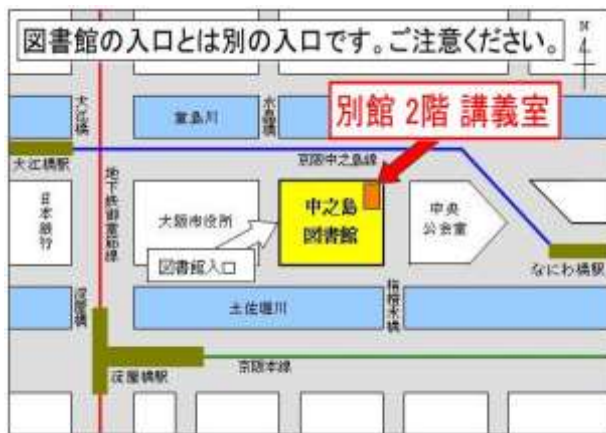 図書館の入口とは別の入口です。ご注意ください。
N
大江橋
堂島川
水晶橋
別館 2階 講義室
大江橋駅
京阪中之島線
地下鉄御堂筋線
日本銀行
大阪市役所
中之島
図書館
中央
公会堂
図書館入口
なにわ橋駅
淀屋橋
土佐堀川
栴檀木橋
淀屋橋駅
京阪本線